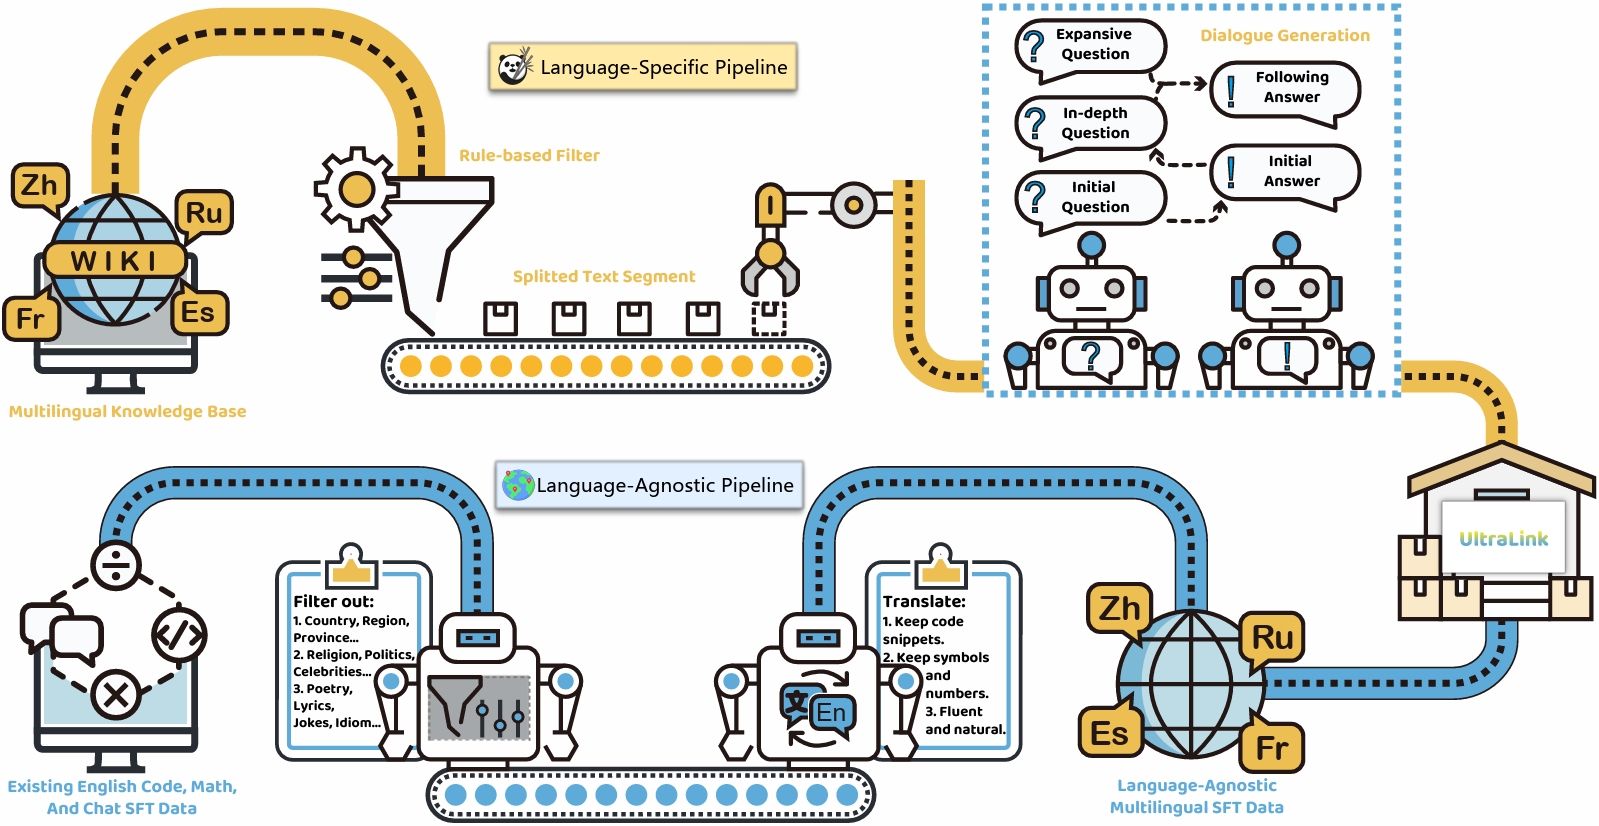 Language-Specific Pipeline
Zh
Ru
WIKI
Fr
Es
Multilingual Knowledge Base
Rule-based Filter
Splitted Text Segment
Dialogue Generation
?
Expansive
Question
!
Following
Answer
?
In-depth
Question
!
Initial
Answer
?
Initial
Question
?
!
UltraLink
Language-Agnostic Pipeline
÷
</>
×
Existing English Code, Math,
And Chat SFT Data
Filter out:
1. Country, Region,
Province...
2. Religion, Politics,
Celebrities...
3. Poetry,
Lyrics,
Jokes, Idiom...
文
En
Translate:
1. Keep code
snippets.
2. Keep symbols
and
numbers.
3. Fluent
and natural.
Zh
Ru
Es
Fr
Language-Agnostic
Multilingual SFT Data